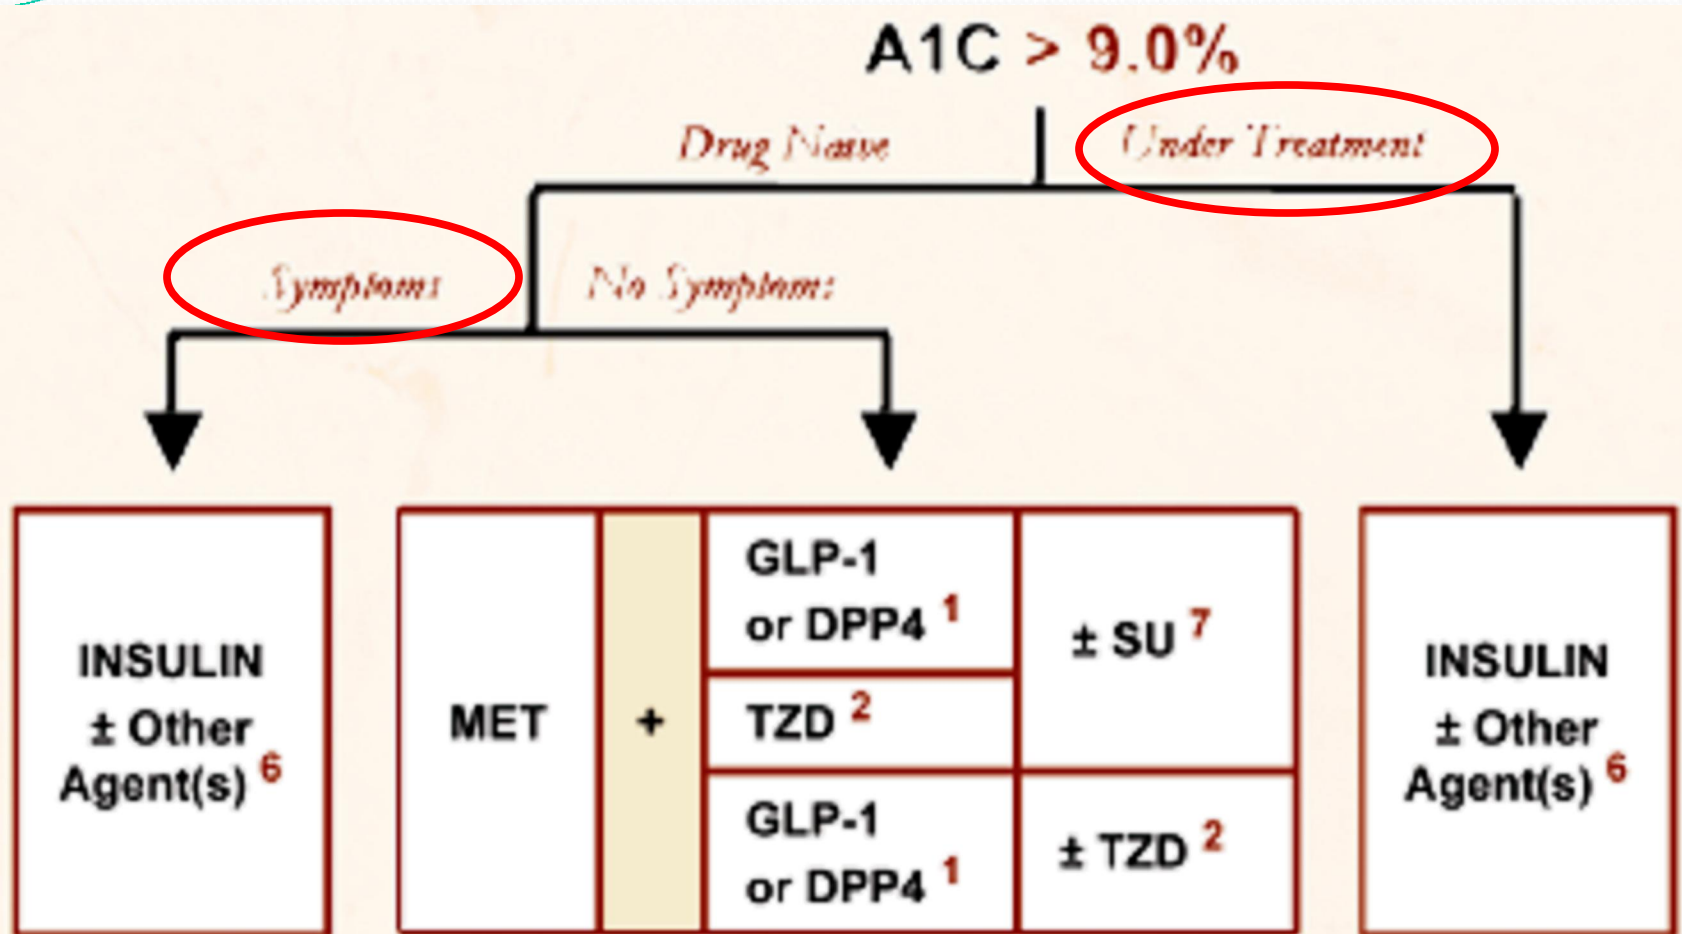 A1C > 9.0%
Drug Naive
Under Treatment
Symptoms
No Symptoms
INSULIN
± Other
Agent(s) 6
MET
+
GLP-1
or DPP4 1
TZD 2
GLP-1
or DPP4 1
± SU 7
± TZD 2
INSULIN
± Other
Agent(s) 6